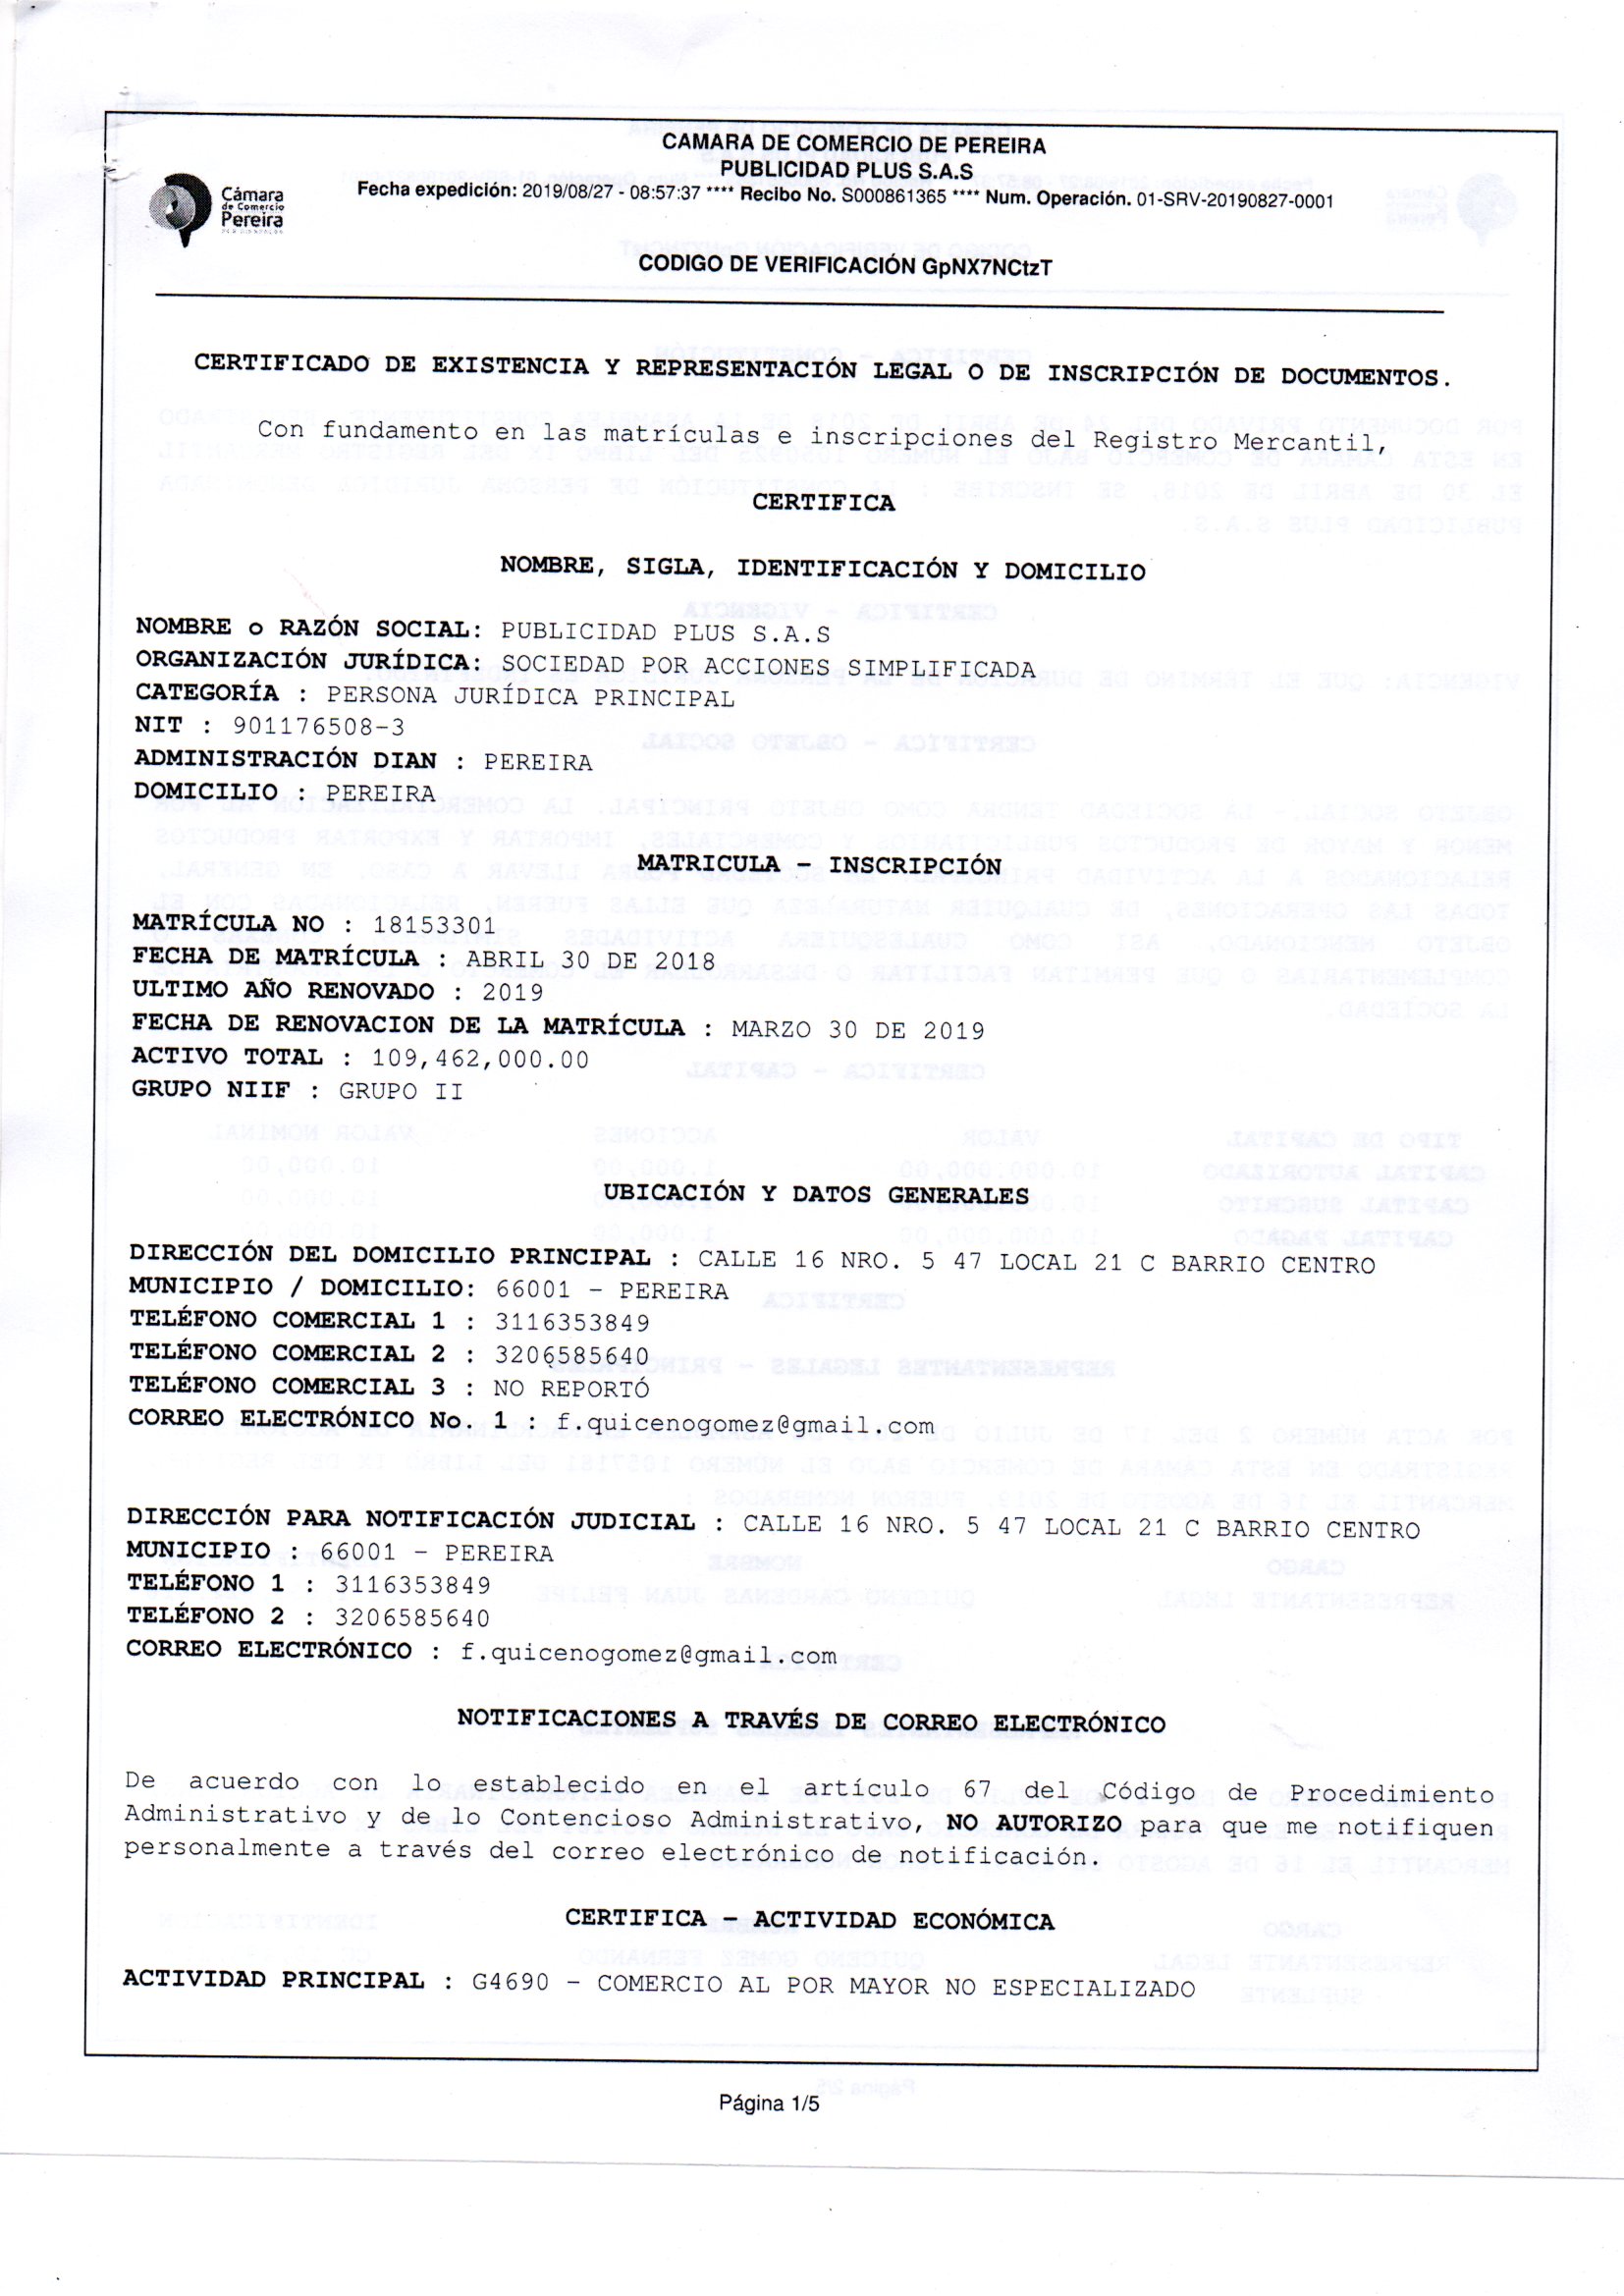 CAMARA DE COMERCIO DE PEREIRA
PUBLICIDAD PLUS S.A.S
Fecha expedición: 2019/08/27 - 08:57:37 **** Recibo No. S000861365 **** Num. Operación. 01-SRV-20190827-0001
Cámara
de Comercio
Pereira
CODIGO DE VERIFICACIÓN GpNX7NCtzT
CERTIFICADO DE EXISTENCIA Y REPRESENTACIÓN LEGAL O DE INSCRIPCIÓN DE DOCUMENTOS.
Con fundamento en las matrículas e inscripciones del Registro Mercantil,
CERTIFICA
NOMBRE, SIGLA, IDENTIFICACIÓN Y DOMICILIO
NOMBRE o RAZÓN SOCIAL: PUBLICIDAD PLUS S.A.S
ORGANIZACIÓN JURÍDICA: SOCIEDAD POR ACCIONES SIMPLIFICADA
CATEGORÍA : PERSONA JURÍDICA PRINCIPAL
NIT : 901176508-3
ADMINISTRACIÓN DIAN : PEREIRA
DOMICILIO : PEREIRA
MATRICULA - INSCRIPCIÓN
MATRÍCULA NO : 18153301
FECHA DE MATRÍCULA : ABRIL 30 DE 2018
ULTIMO AÑO RENOVADO : 2019
FECHA DE RENOVACION DE LA MATRÍCULA : MARZO 30 DE 2019
ACTIVO TOTAL : 109,462,000.00
GRUPO NIIF : GRUPO II
UBICACIÓN Y DATOS GENERALES
DIRECCIÓN DEL DOMICILIO PRINCIPAL : CALLE 16 NRO. 5 47 LOCAL 21 C BARRIO CENTRO
MUNICIPIO / DOMICILIO: 66001 - PEREIRA
TELÉFONO COMERCIAL 1 : 3116353849
TELÉFONO COMERCIAL 2 : 3206585640
TELÉFONO COMERCIAL 3 : NO REPORTÓ
CORREO ELECTRÓNICO No. 1 : f.quicenogomez@gmail.com
DIRECCIÓN PARA NOTIFICACIÓN JUDICIAL : CALLE 16 NRO. 5 47 LOCAL 21 C BARRIO CENTRO
MUNICIPIO : 66001 - PEREIRA
TELÉFONO 1 : 3116353849
TELÉFONO 2 : 3206585640
CORREO ELECTRÓNICO : f.quicenogomez@gmail.com
NOTIFICACIONES A TRAVÉS DE CORREO ELECTRÓNICO
De acuerdo con lo establecido en el artículo 67 del Código de Procedimiento
Administrativo y de lo Contencioso Administrativo, NO AUTORIZO para que me notifiquen
personalmente a través del correo electrónico de notificación.
CERTIFICA - ACTIVIDAD ECONÓMICA
ACTIVIDAD PRINCIPAL : G4690 - COMERCIO AL POR MAYOR NO ESPECIALIZADO
Página 1/5